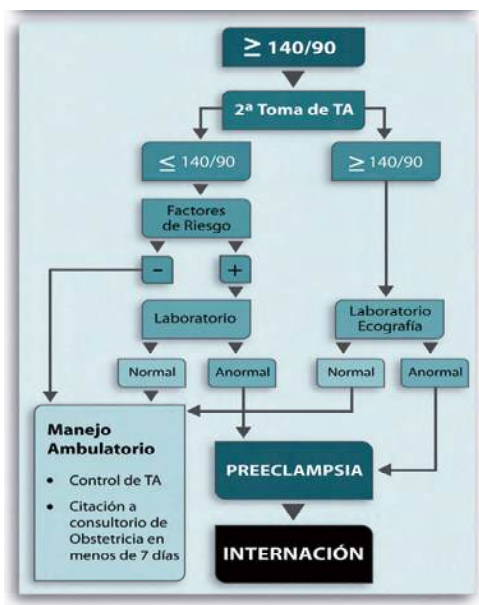 ≥ 140/90
2ª Toma de TA
≤ 140/90
≥ 140/90
Factores
de Riesgo
-
+
Laboratorio
Laboratorio
Ecografía
Normal
Anormal
Normal
Anormal
Manejo
Ambulatorio
• Control de TA
• Citación a
consultorio de
Obstetricia en
menos de 7 días
PREECLAMPSIA
INTERNACIÓN